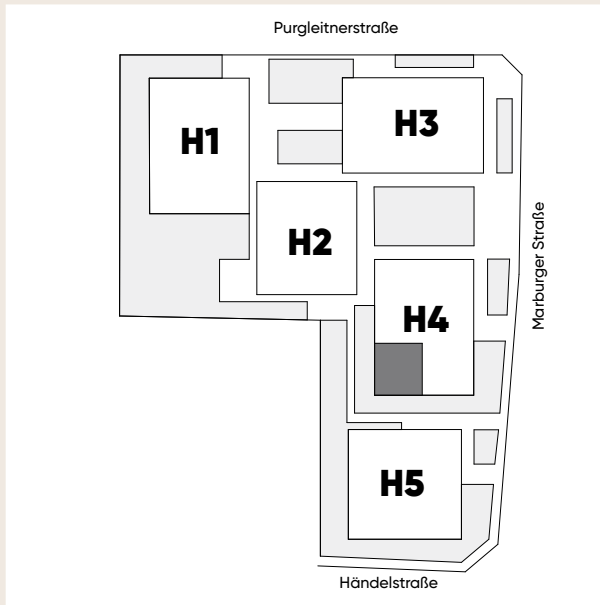 Purgleitnerstraße
H1
H3
H2
Marburger Straße
H4
H5
Händelstraße